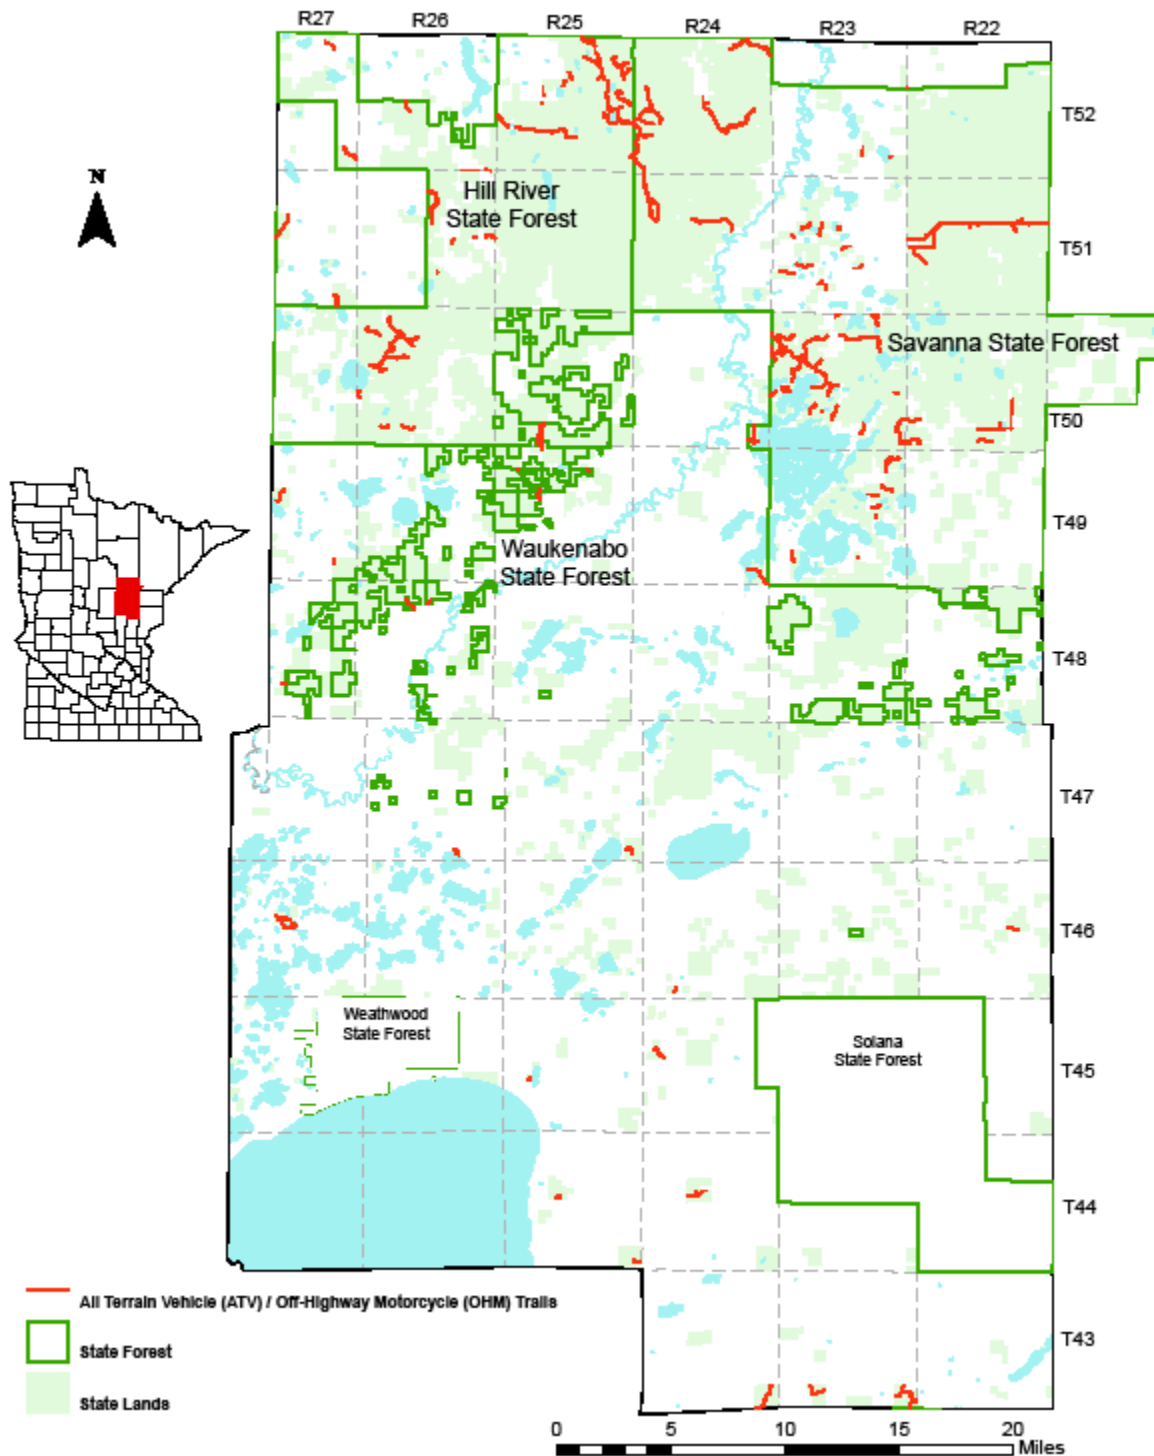 R27 R26 R25 R24 R23 R22
T52
N
Hill River
State Forest
T51
Savanna State Forest
T50
T49
Waukenabo
State Forest
T48
T47
T46
Weathwood
State Forest
Solana
State Forest
T45
T44
All Terrain Vehicle (ATV) / Off-Highway Motorcycle (OHM) Trails
State Forest
T43
State Lands
0 5 10 15 20
Miles